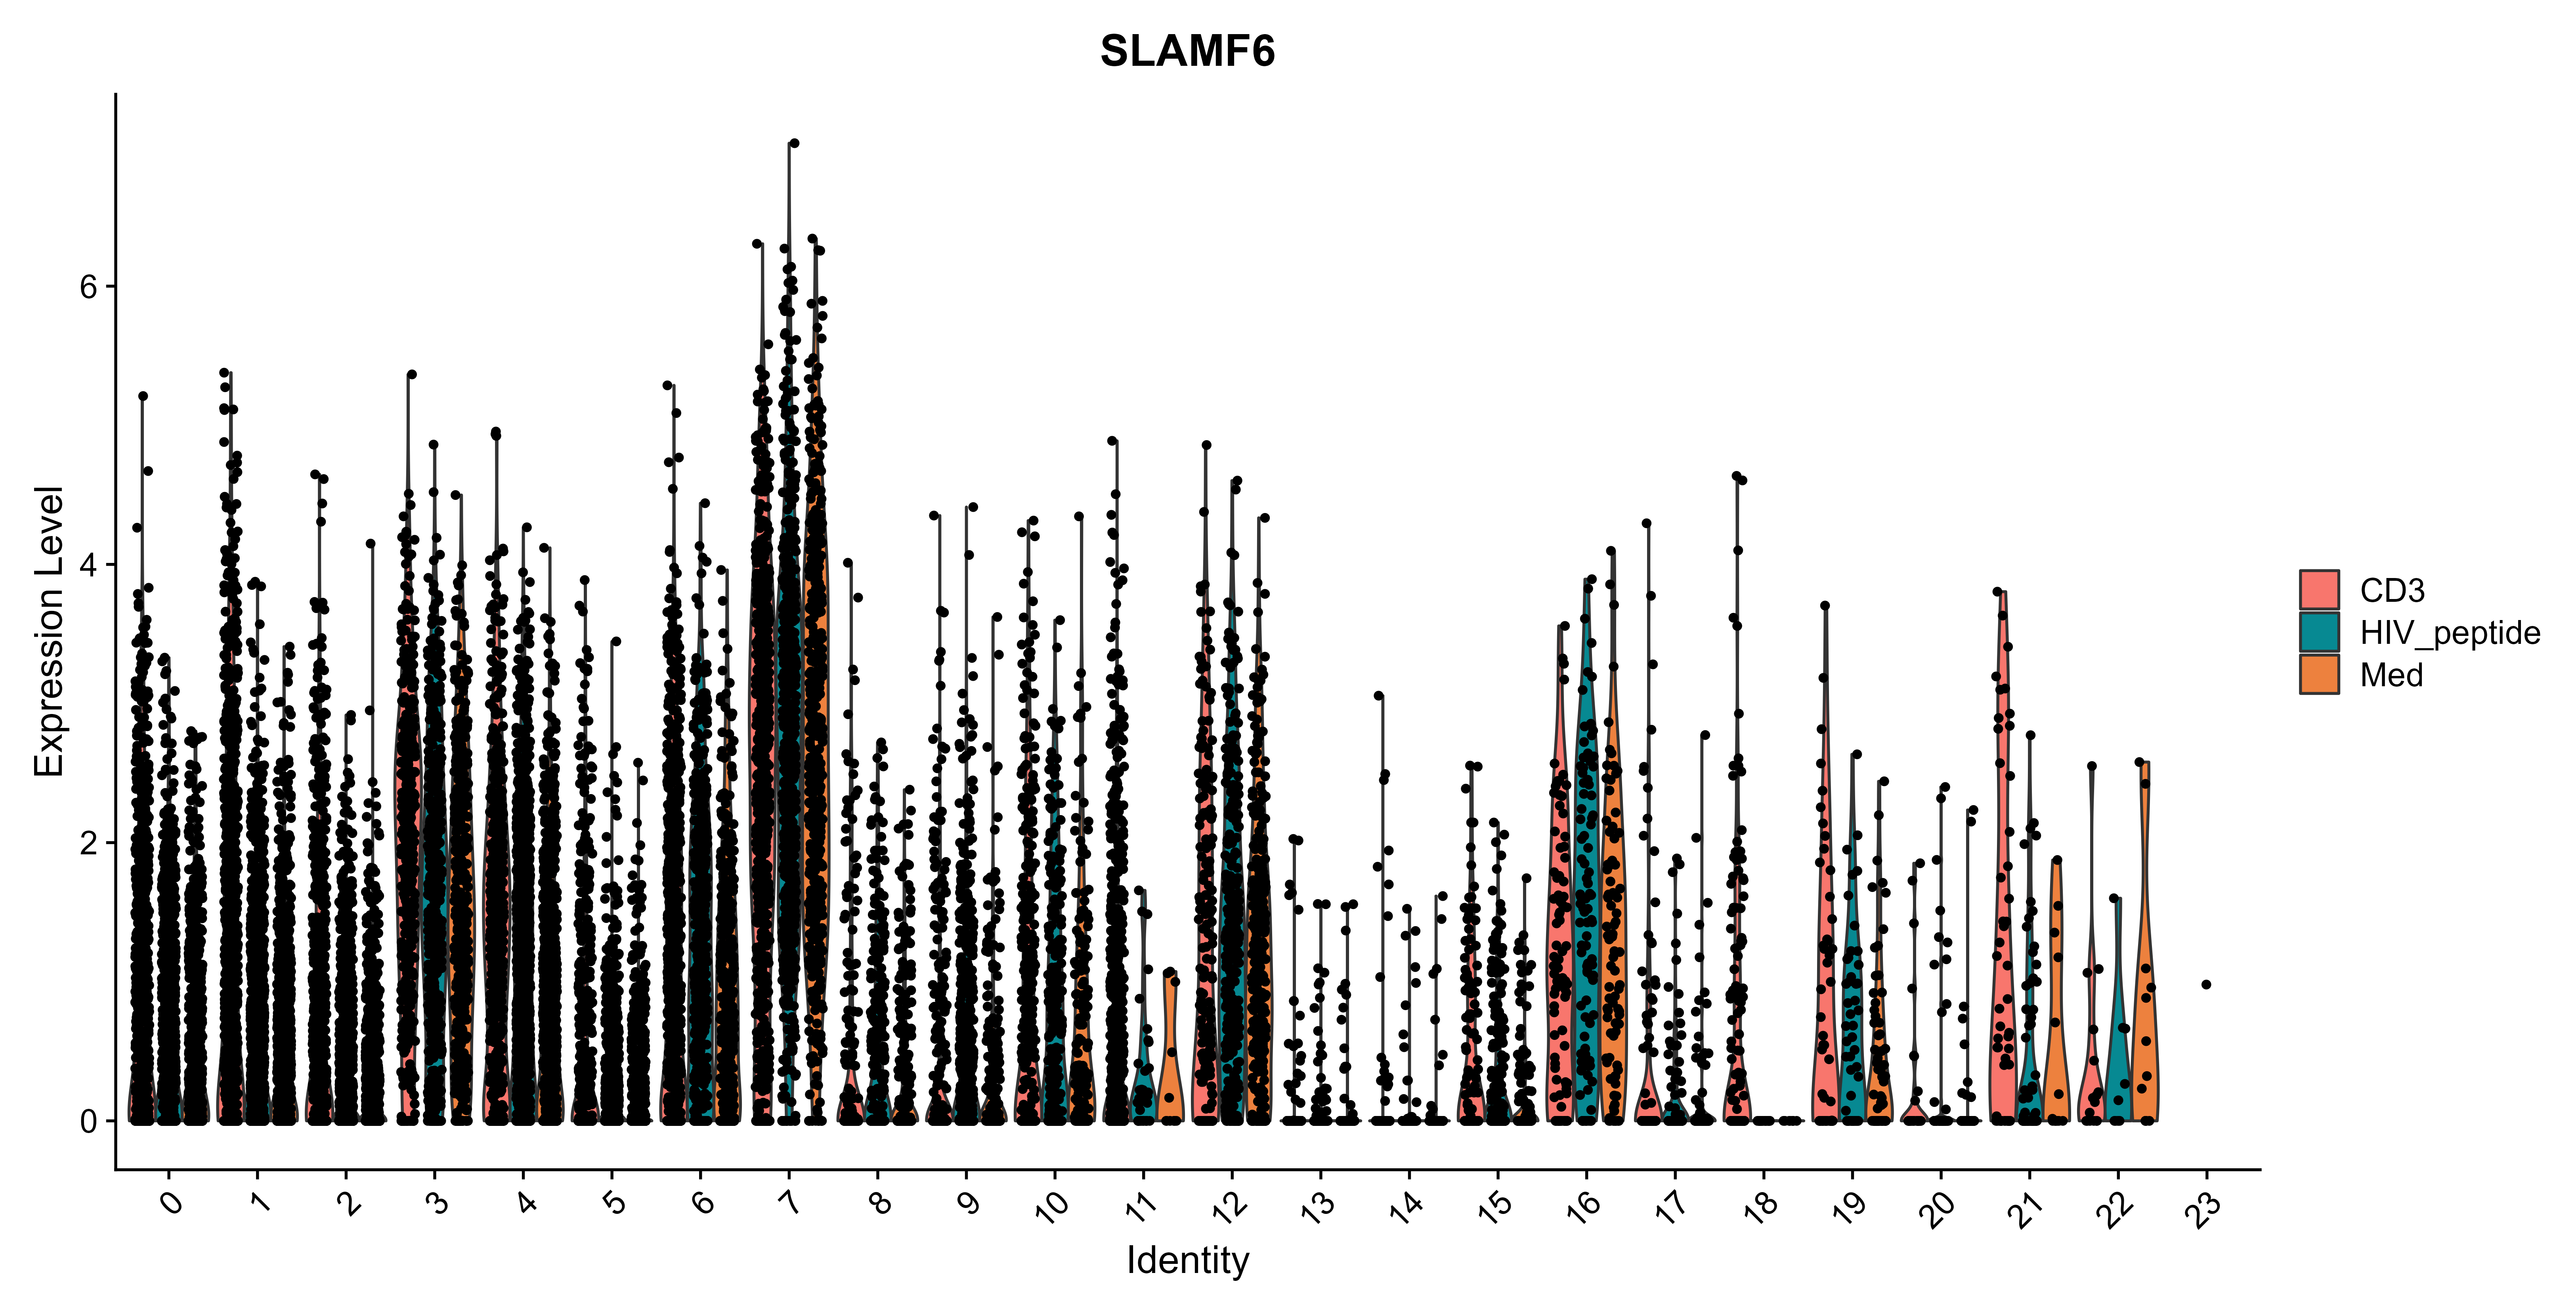 SLAMF6
Expression Level
6
4
2
0
0 1 2 3 4 5 6 7 8 9 10 11 12 13 14 15 16 17 18 19 20 21 22 23
Identity
CD3
HIV_peptide
Med